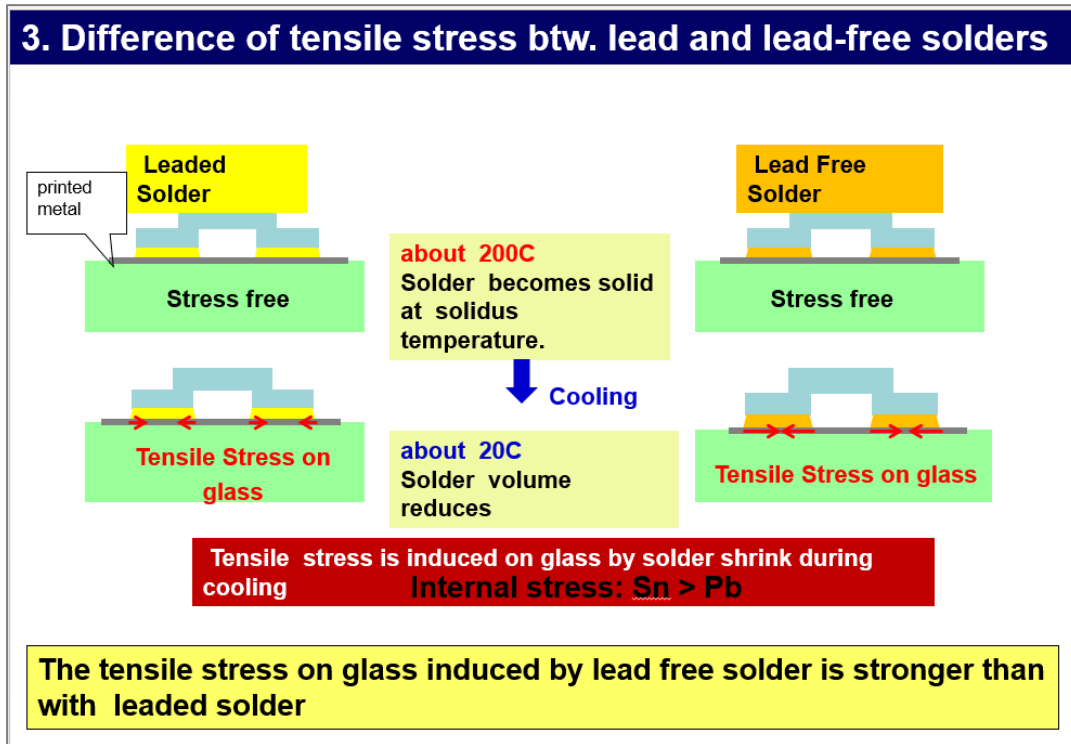 3. Difference of tensile stress btw. lead and lead-free solders
Leaded
Solder
printed
metal
Stress free
about 200C
Solder becomes solid
at solidus
temperature.
Lead Free
Solder
Stress free
Cooling
Tensile Stress on
glass
about 20C
Solder volume
reduces
Tensile Stress on glass
Tensile stress is induced on glass by solder shrink during
cooling Internal stress: Sn > Pb
The tensile stress on glass induced by lead free solder is stronger than
with leaded solder